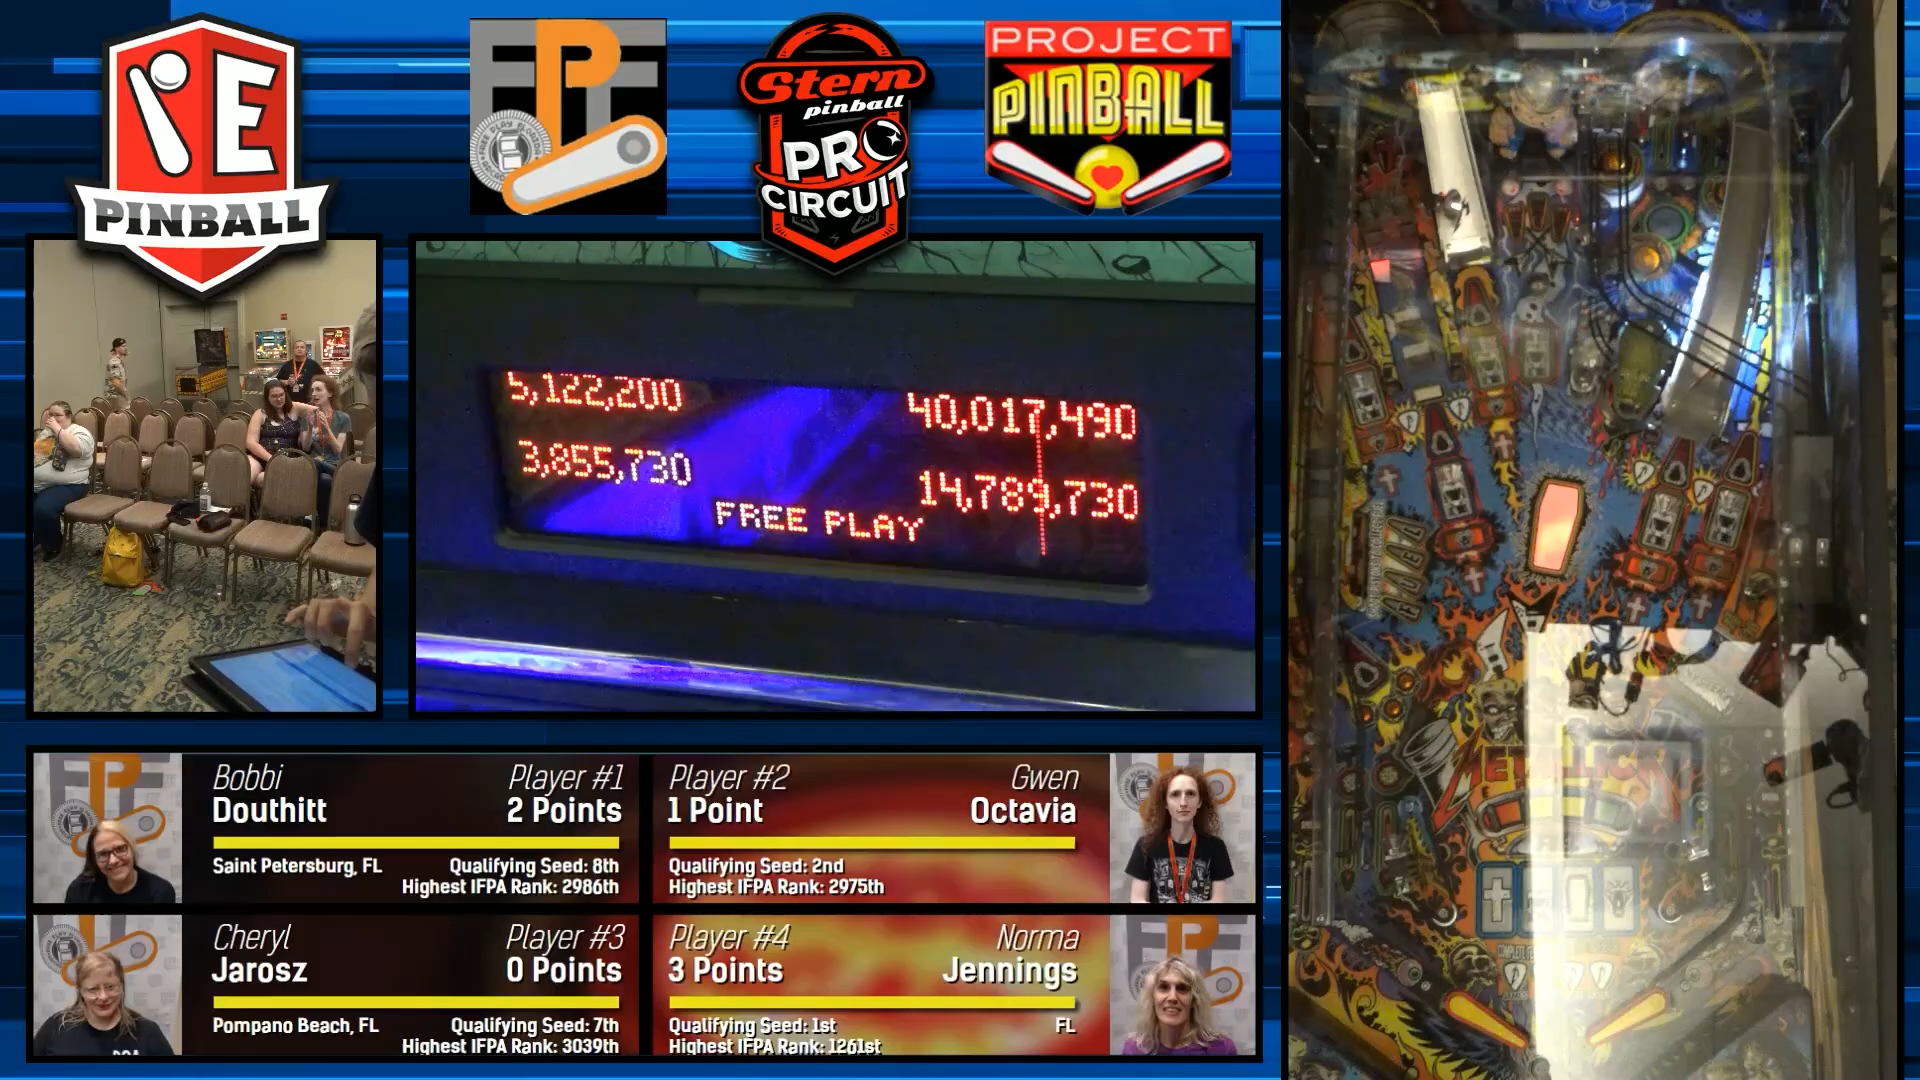 E
PINBALL
FPF
Stern
pinball
PRO
CIRCUIT
PROJECT
PINBALL
5,122,200
40,017,490
3,855,730
14,789,730
FREE PLAY
Bobbi
Player #1
Douthitt
2 Points
Saint Petersburg, FL
Qualifying Seed: 8th
Highest IFPA Rank: 2986th
Player #2
Gwen
1 Point
Octavia
Qualifying Seed: 2nd
Highest IFPA Rank: 2975th
Cheryl
Player #3
Jarosz
0 Points
Pompano Beach, FL
Qualifying Seed: 7th
Highest IFPA Rank: 3039th
Player #4
Norma
3 Points
Jennings
Qualifying Seed: 1st
FL
Highest IFPA Rank: 1261st
METALLICA